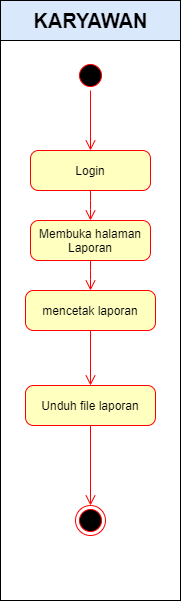 KARYAWAN
Login
Membuka halaman
Laporan
mencetak laporan
Unduh file laporan